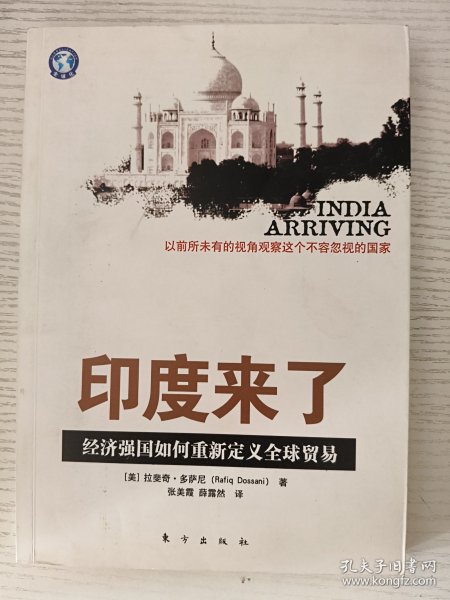 INDIA
ARRIVING
以前所未有的视角观察这个不容忽视的国家
印度来了
经济强国如何重新定义全球贸易
[美] 拉斐奇·多萨尼 (Rafiq Dossani) 著
张美霞 薛露然 译
东方出版社
孔夫子旧书网
www.kongfz.com